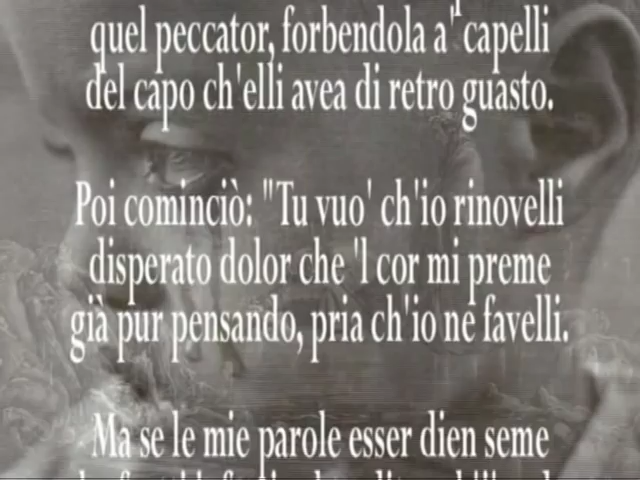 quel peccator, forbendola a' capelli
del capo ch'elli avea di retro guasto.
Poi cominciò: "Tu vuo' ch'io rinovelli
disperato dolor che 'l cor mi preme
già pur pensando, pria ch'io ne favelli.
Ma se le mie parole esser dien seme